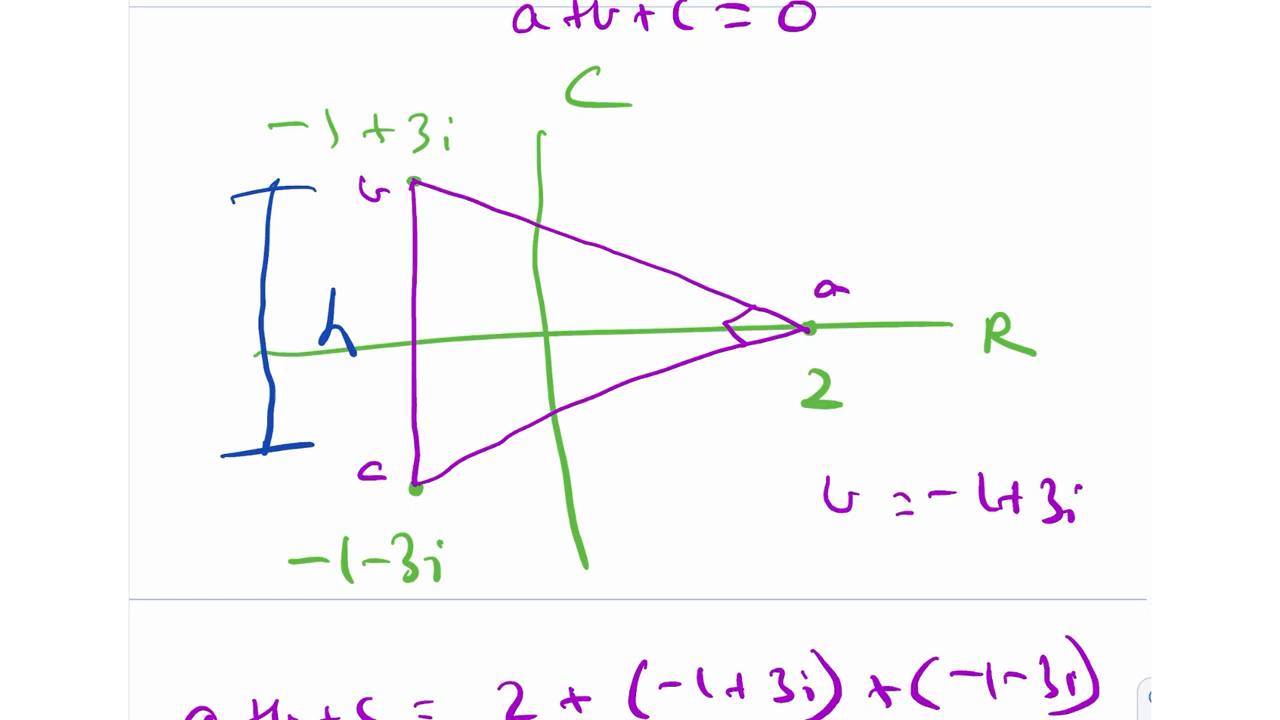 a+b+c=0
C
-1+3i
b
h
a
R
2
c
b=-1+3i
-1-3i
a+b+c = 2+(-1+3i)+(-1-3i)